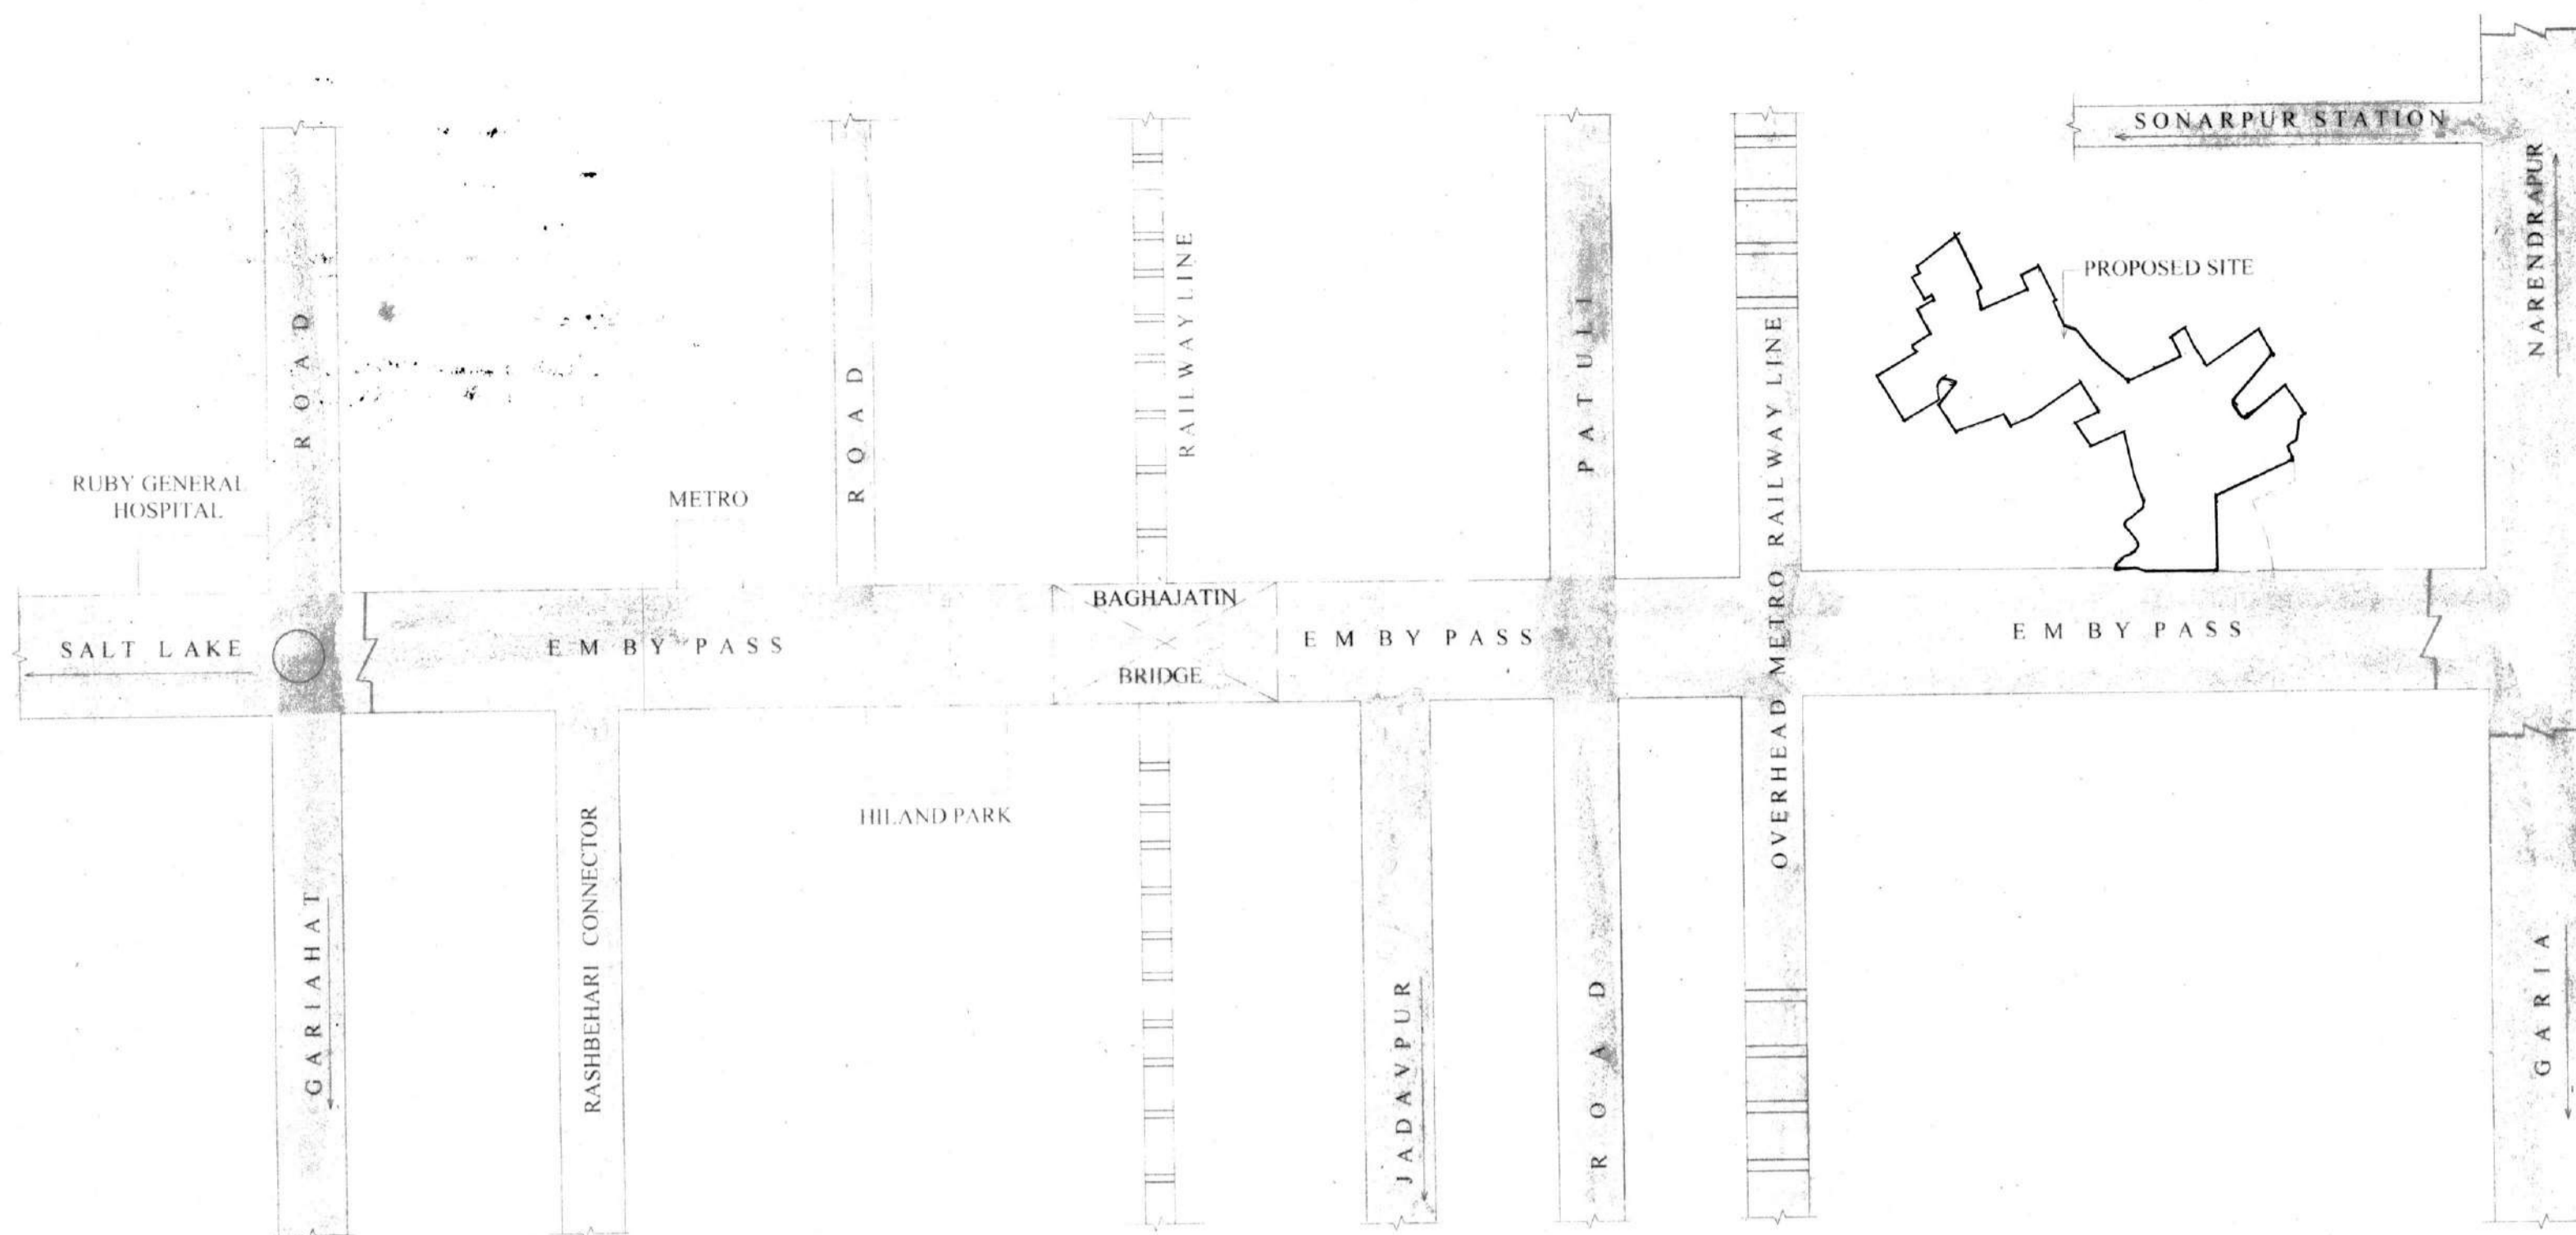 SONARPUR STATION
NARENDRAPUR
PROPOSED SITE
ROAD
ROAD
RAILWAY LINE
PATULI
OVERHEAD METRO RAILWAY LINE
RUBY GENERAL
HOSPITAL
METRO
SALT LAKE
E M BY PASS
BAGHAJATIN
BRIDGE
E M BY PASS
E M BY PASS
GARIAHAT
RASHBEHARI CONNECTOR
HILAND PARK
JADAVPUR
ROAD
GARIA